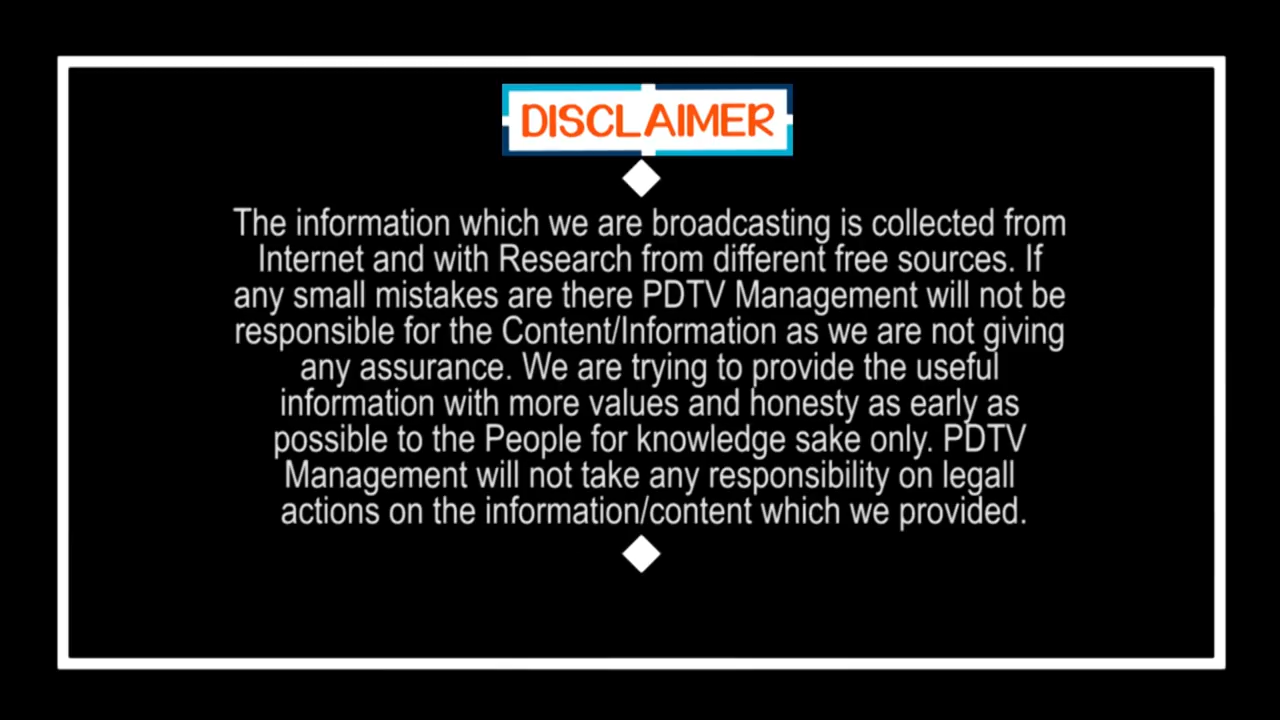 DISCLAIMER
The information which we are broadcasting is collected from
Internet and with Research from different free sources. If
any small mistakes are there PDTV Management will not be
responsible for the Content/Information as we are not giving
any assurance. We are trying to provide the useful
information with more values and honesty as early as
possible to the People for knowledge sake only. PDTV
Management will not take any responsibility on legall
actions on the information/content which we provided.